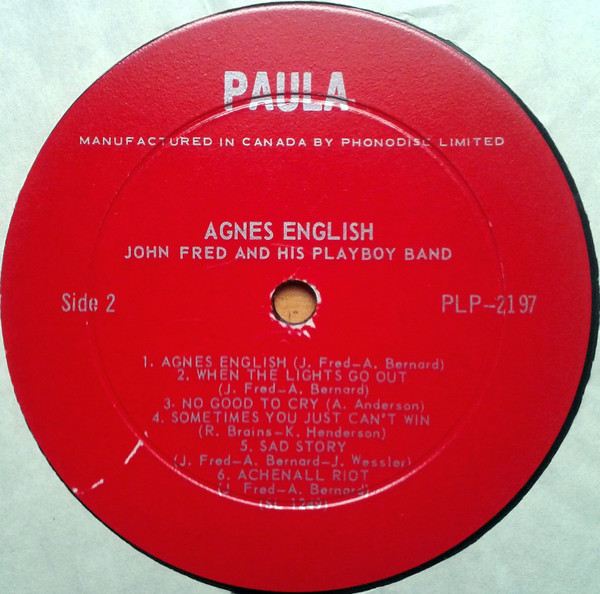 PAULA
MANUFACTURED IN CANADA BY PHONODISC LIMITED
AGNES ENGLISH
JOHN FRED AND HIS PLAYBOY BAND
Side 2
PLP-2197
1. AGNES ENGLISH (J. Fred-A. Bernard)
2. WHEN THE LIGHTS GO OUT
(J. Fred-A. Bernard)
3. NO GOOD TO CRY (A. Anderson)
4. SOMETIMES YOU JUST CAN'T WIN
(R. Brains-K. Henderson)
5. SAD STORY
(J. Fred-A. Bernard-J. Wessler)
6. ACHENALL RIOT
(J Fred-A. Bernard)
(SL 1249)